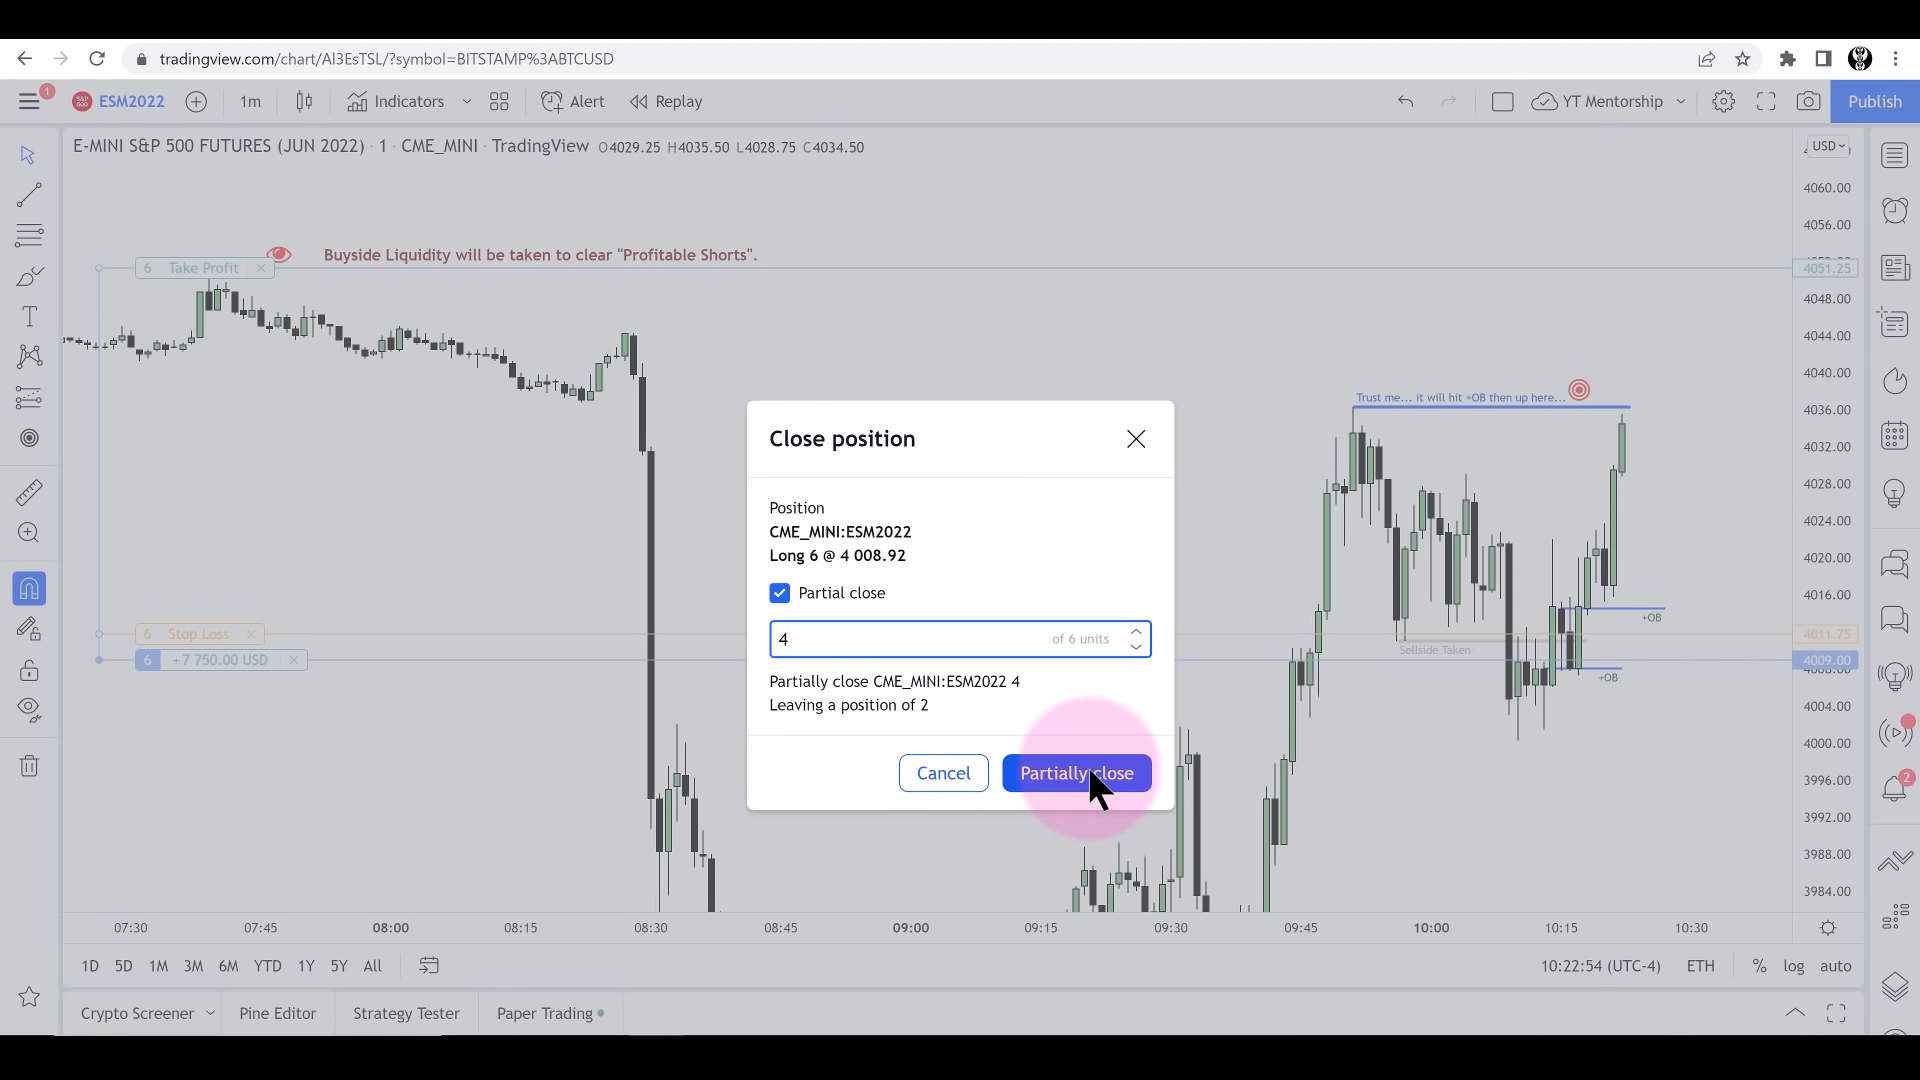 tradingview.com/chart/Al3EsTSL/?symbol=BITSTAMP%3ABTCUSD
1
S&P 500
ESM2022
1m
Indicators
Alert
Replay
YT Mentorship
Publish
E-MINI S&P 500 FUTURES (JUN 2022) · 1 · CME_MINI · TradingView O4029.25 H4035.50 L4028.75 C4034.50
USD
4060.00
4056.00
Buyside Liquidity will be taken to clear "Profitable Shorts".
6 Take Profit
4051.25
4048.00
4044.00
4040.00
Trust me... it will hit +OB then up here...
4036.00
4032.00
4028.00
4024.00
4020.00
4016.00
+OB
6 Stop Loss
4011.75
Sellside Taken
6 +7 750.00 USD
4009.00
+OB
4004.00
4000.00
3996.00
3992.00
3988.00
3984.00
Close position
Position
CME_MINI:ESM2022
Long 6 @ 4 008.92
Partial close
4 of 6 units
Partially close CME_MINI:ESM2022 4
Leaving a position of 2
Cancel
Partially close
2
07:30 07:45 08:00 08:15 08:30 08:45 09:00 09:15 09:30 09:45 10:00 10:15 10:30
1D 5D 1M 3M 6M YTD 1Y 5Y All
10:22:54 (UTC-4) ETH % log auto
Crypto Screener Pine Editor Strategy Tester Paper Trading